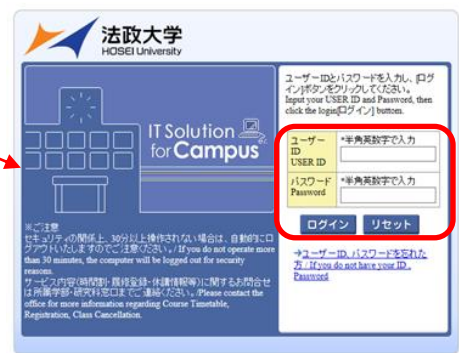 法政大学
HOSEI University
ユーザーIDとパスワードを入力し、[ログ
イン]ボタンをクリックしてください。
Input your USER ID and Password, then
click the login[ログイン] buttom.
IT Solution
for Campus
ユーザー
ID
USER ID
*半角英数字で入力
パスワード
Password
*半角英数字で入力
ログイン リセット
→ユーザーID、パスワードを忘れた
方 / If you do not have your ID ,
Password
※ご注意
セキュリティの関係上、30分以上操作されない場合は、自動的にロ
グアウトいたしますのでご注意ください。/ If you do not operate more
than 30 minutes, the computer will be logged out for security
reasons.
サービス内容(時間割・履修登録・休講情報等)に関するお問合せ
は所属学部・研究科窓口までご連絡ください。/Please contact the
office for more information regarding Course Timetable,
Registration, Class Cancellation.